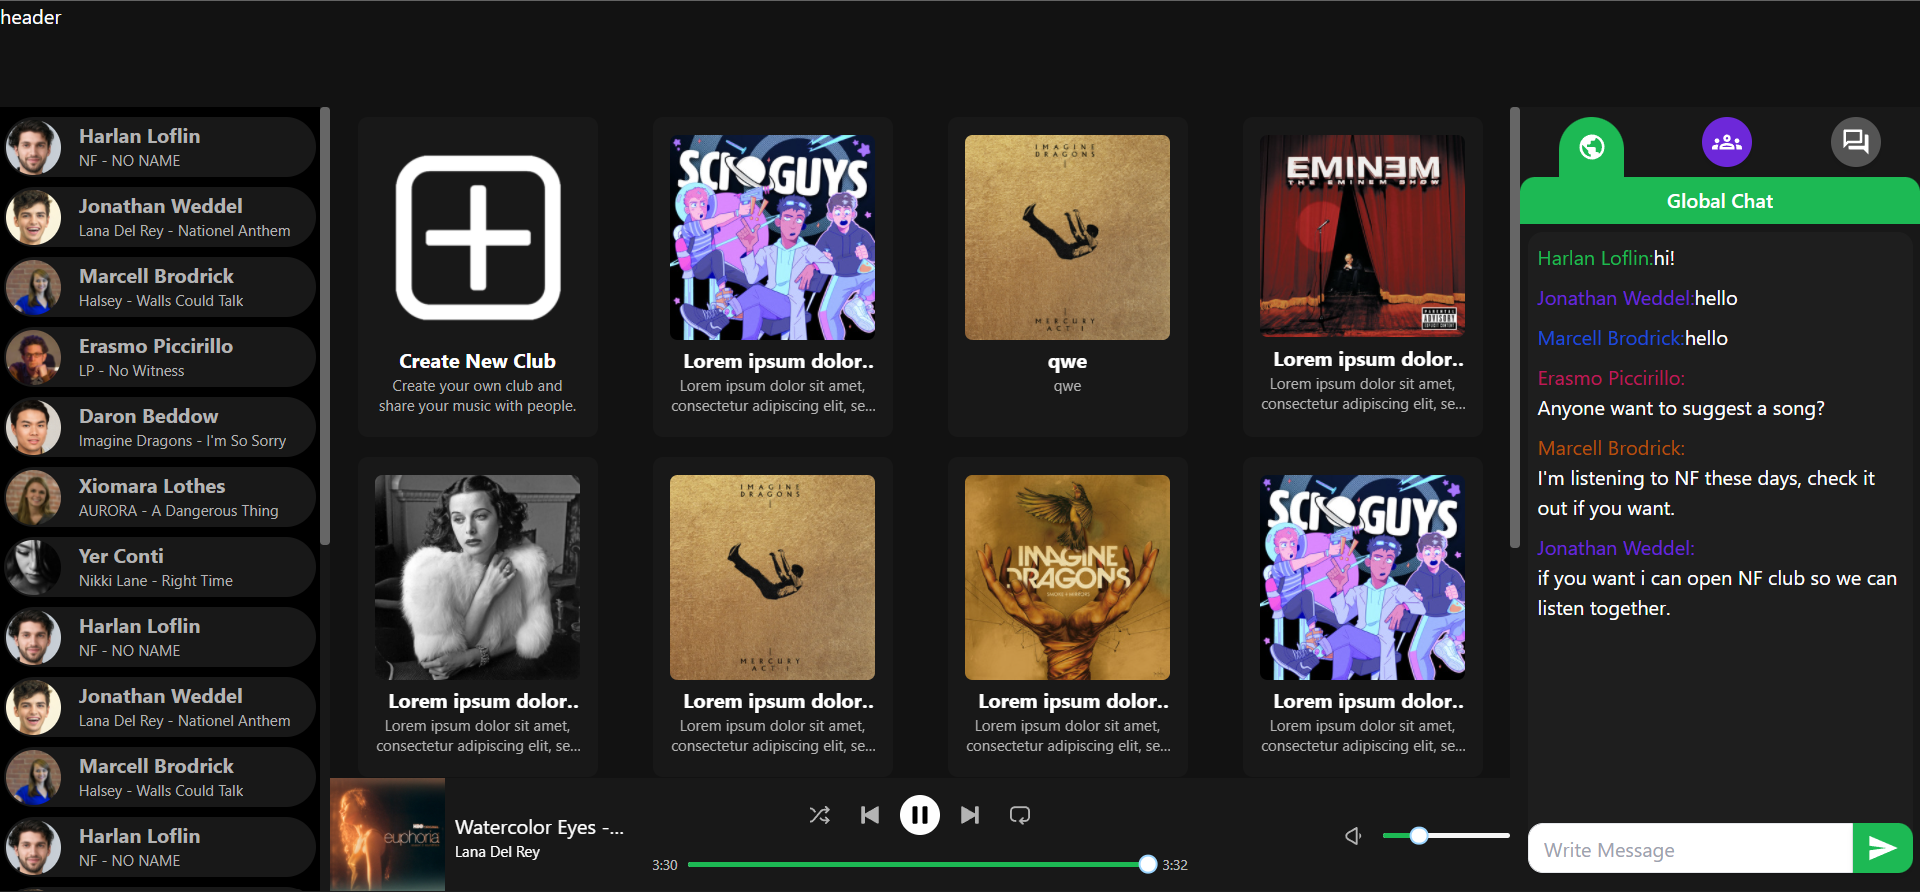 header
Harlan Loflin
NF - NO NAME
Jonathan Weddel
Lana Del Rey - Nationel Anthem
Marcell Brodrick
Halsey - Walls Could Talk
Erasmo Piccirillo
LP - No Witness
Daron Beddow
Imagine Dragons - I'm So Sorry
Xiomara Lothes
AURORA - A Dangerous Thing
Yer Conti
Nikki Lane - Right Time
Harlan Loflin
NF - NO NAME
Jonathan Weddel
Lana Del Rey - Nationel Anthem
Marcell Brodrick
Halsey - Walls Could Talk
Harlan Loflin
NF - NO NAME
Create New Club
Create your own club and
share your music with people.
SCI GUYS
Lorem ipsum dolor..
Lorem ipsum dolor sit amet,
consectetur adipiscing elit, se...
IMAGINE
DRAGONS
MERCURY
ACT I
qwe
qwe
EMINEM
THE EMINEM SHOW
PARENTAL
ADVISORY
EXPLICIT CONTENT
Lorem ipsum dolor..
Lorem ipsum dolor sit amet,
consectetur adipiscing elit, se...
Lorem ipsum dolor..
Lorem ipsum dolor sit amet,
consectetur adipiscing elit, se...
IMAGINE
DRAGONS
MERCURY
ACT I
Lorem ipsum dolor..
Lorem ipsum dolor sit amet,
consectetur adipiscing elit, se...
IMAGINE
DRAGONS
SMOKE + MIRRORS
Lorem ipsum dolor..
Lorem ipsum dolor sit amet,
consectetur adipiscing elit, se...
SCI GUYS
Lorem ipsum dolor..
Lorem ipsum dolor sit amet,
consectetur adipiscing elit, se...
euphoria
Watercolor Eyes -...
Lana Del Rey
3:30
3:32
Global Chat
Harlan Loflin:hi!
Jonathan Weddel:hello
Marcell Brodrick:hello
Erasmo Piccirillo:
Anyone want to suggest a song?
Marcell Brodrick:
I'm listening to NF these days, check it
out if you want.
Jonathan Weddel:
if you want i can open NF club so we can
listen together.
Write Message